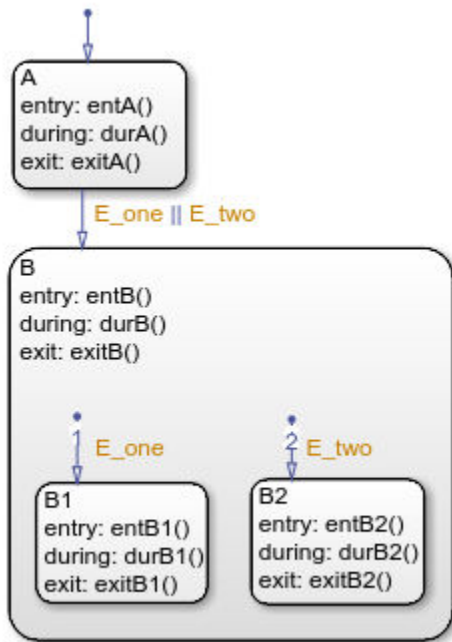 A
entry: entA()
during: durA()
exit: exitA()
E_one || E_two
B
entry: entB()
during: durB()
exit: exitB()
1
E_one
2
E_two
B1
entry: entB1()
during: durB1()
exit: exitB1()
B2
entry: entB2()
during: durB2()
exit: exitB2()